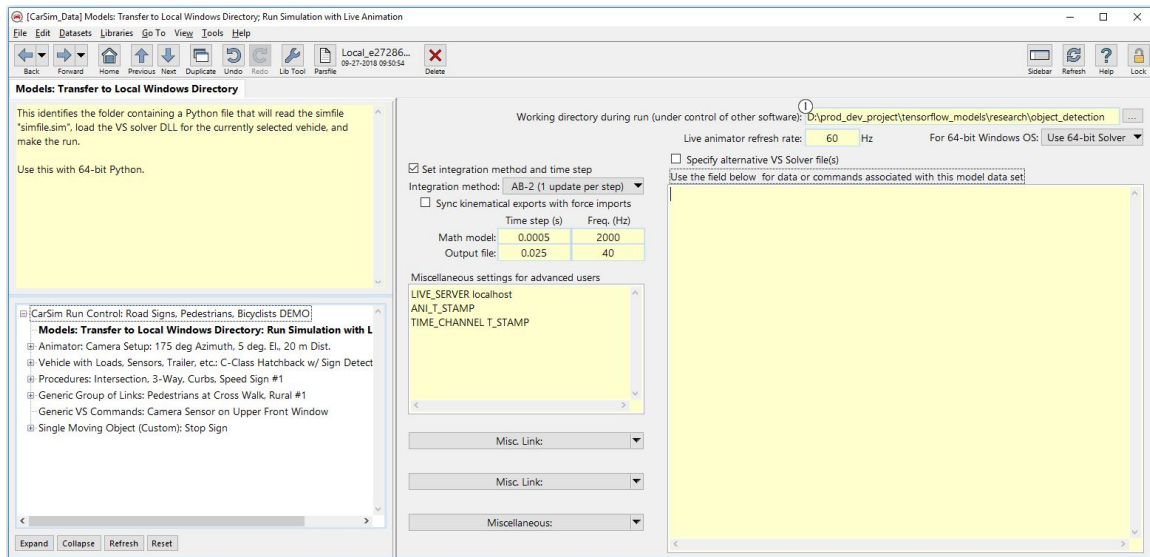 [CarSim_Data] Models: Transfer to Local Windows Directory; Run Simulation with Live Animation
File Edit Datasets Libraries Go To View Tools Help
Back Forward Home Previous Next Duplicate Undo Redo Lib Tool Parsfile
Local_e27286...
09-27-2018 09:50:54
Delete
Sidebar Refresh Help Lock
Models: Transfer to Local Windows Directory
This identifies the folder containing a Python file that will read the simfile
"simfile.sim", load the VS solver DLL for the currently selected vehicle, and
make the run.
Use this with 64-bit Python.
CarSim Run Control: Road Signs, Pedestrians, Bicyclists DEMO
Models: Transfer to Local Windows Directory: Run Simulation with L
Animator: Camera Setup: 175 deg Azimuth, 5 deg. El., 20 m Dist.
Vehicle with Loads, Sensors, Trailer, etc.: C-Class Hatchback w/ Sign Detect
Procedures: Intersection, 3-Way, Curbs, Speed Sign #1
Generic Group of Links: Pedestrians at Cross Walk, Rural #1
Generic VS Commands: Camera Sensor on Upper Front Window
Single Moving Object (Custom): Stop Sign
Expand Collapse Refresh Reset
1
Working directory during run (under control of other software): D:\prod_dev_project\tensorflow_models\research\object_detection ...
Live animator refresh rate: 60 Hz For 64-bit Windows OS: Use 64-bit Solver
Set integration method and time step
Integration method: AB-2 (1 update per step)
Sync kinematical exports with force imports
Time step (s) Freq. (Hz)
Math model: 0.0005 2000
Output file: 0.025 40
Miscellaneous settings for advanced users
LIVE_SERVER localhost
ANI_T_STAMP
TIME_CHANNEL T_STAMP
Misc. Link:
Misc. Link:
Miscellaneous:
Specify alternative VS Solver file(s)
Use the field below for data or commands associated with this model data set